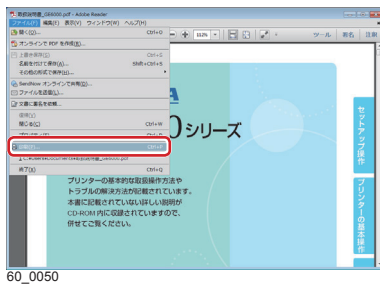 取扱説明書_GE6000.pdf - Adobe Reader
ファイル(F) 編集(E) 表示(V) ウィンドウ(W) ヘルプ(H)
開く(O)... Ctrl+O
オンラインで PDF を作成(B)...
上書き保存(S) Ctrl+S
名前を付けて保存(A)... Shift+Ctrl+S
その他の形式で保存(H)...
SendNow オンラインで共有(D)...
ファイルを送信(L)...
文書に署名を依頼...
復帰(V)
閉じる(C) Ctrl+W
プロパティ(E)... Ctrl+D
印刷(P)... Ctrl+P
終了(X) Ctrl+Q
ツール 署名 注釈
シリーズ
プリンターの基本的な取扱操作方法や
トラブルの解決方法が記載されています。
本書に記載されていない詳しい説明が
CD-ROM 内に収録されていますので、
併せてご覧ください。
セットアップ操作
プリンターの基本操作
60_0050